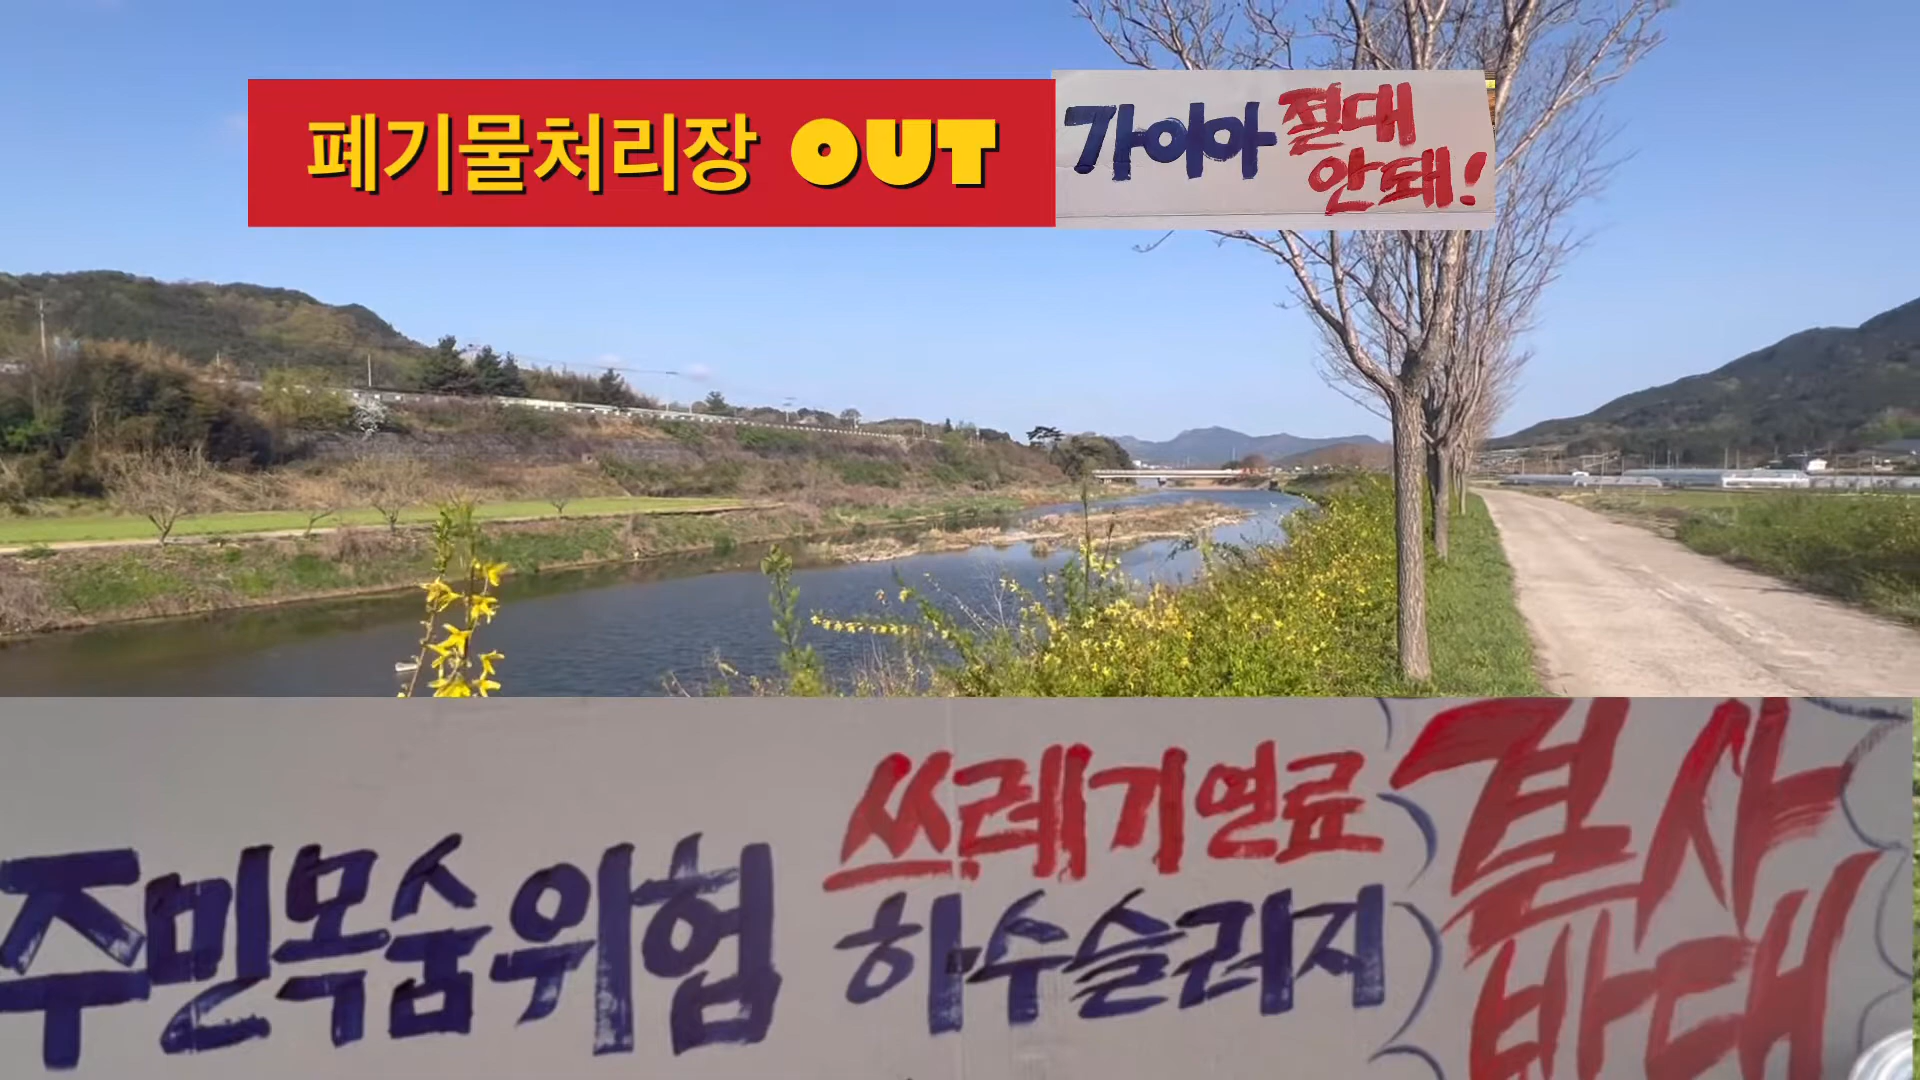 폐기물처리장 OUT
가이아 절대
안돼!
주민목숨위협
쓰레기연료
하수슬러지
결사
반대